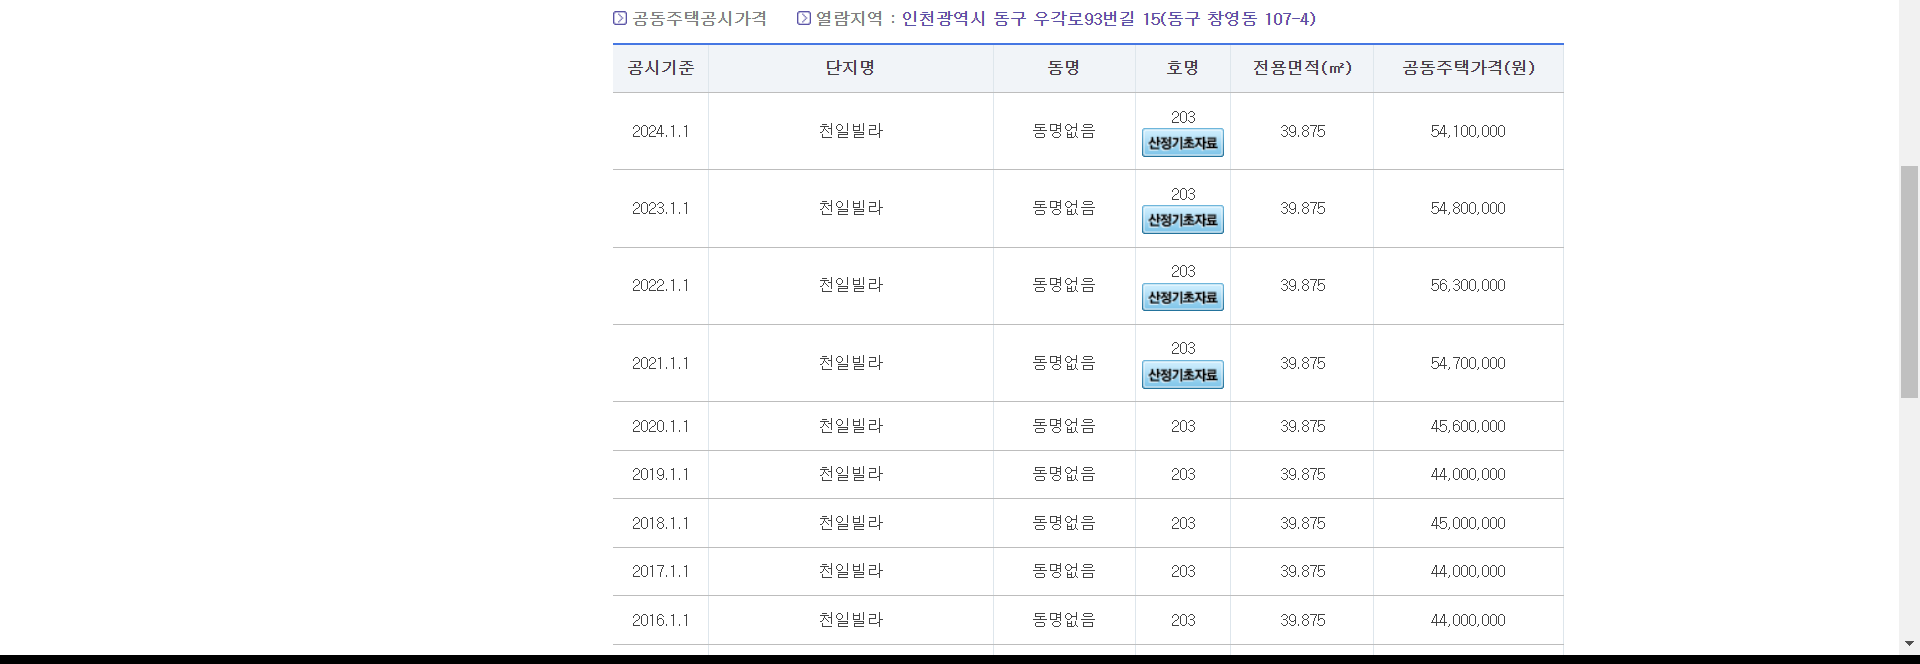 공동주택공시가격 열람지역 : 인천광역시 동구 우각로93번길 15(동구 창영동 107-4)
공시기준 단지명 동명 호명 전용면적(㎡) 공동주택가격(원)
2024.1.1 천일빌라 동명없음 203 39.875 54,100,000
산정기초자료
2023.1.1 천일빌라 동명없음 203 39.875 54,800,000
산정기초자료
2022.1.1 천일빌라 동명없음 203 39.875 56,300,000
산정기초자료
2021.1.1 천일빌라 동명없음 203 39.875 54,700,000
산정기초자료
2020.1.1 천일빌라 동명없음 203 39.875 45,600,000
2019.1.1 천일빌라 동명없음 203 39.875 44,000,000
2018.1.1 천일빌라 동명없음 203 39.875 45,000,000
2017.1.1 천일빌라 동명없음 203 39.875 44,000,000
2016.1.1 천일빌라 동명없음 203 39.875 44,000,000